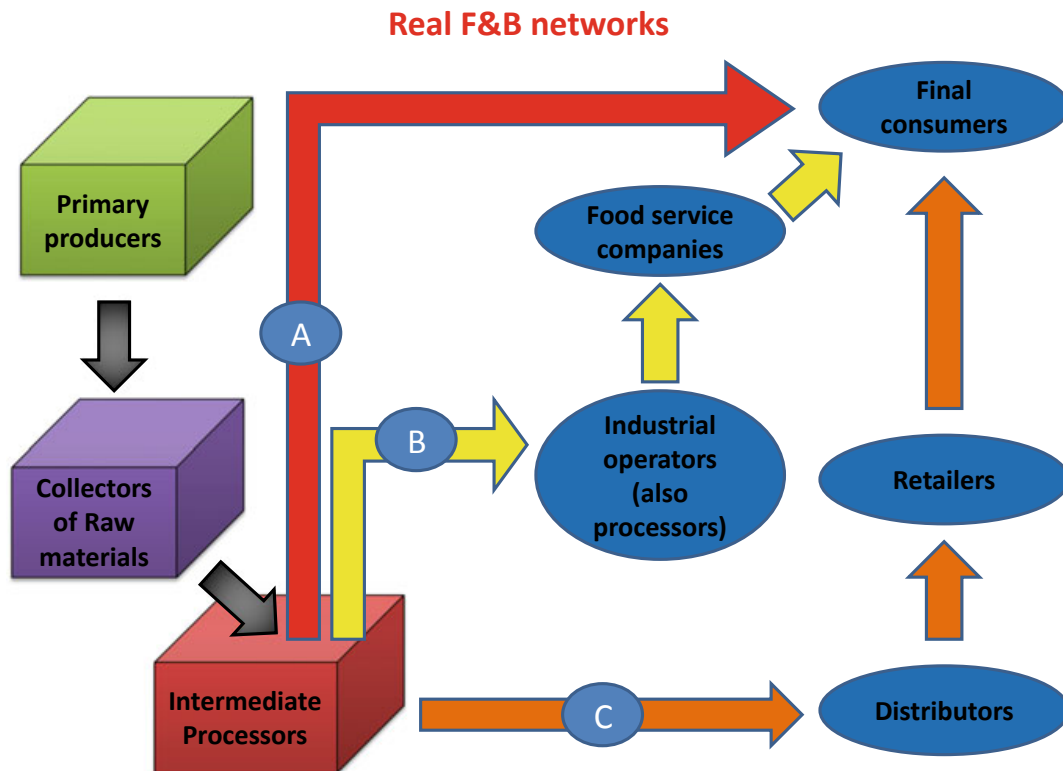 Real F&B networks
Final
consumers
Primary
producers
Food service
companies
A
B
Industrial
operators
(also
processors)
Retailers
Collectors
of Raw
materials
Intermediate
Processors
C
Distributors